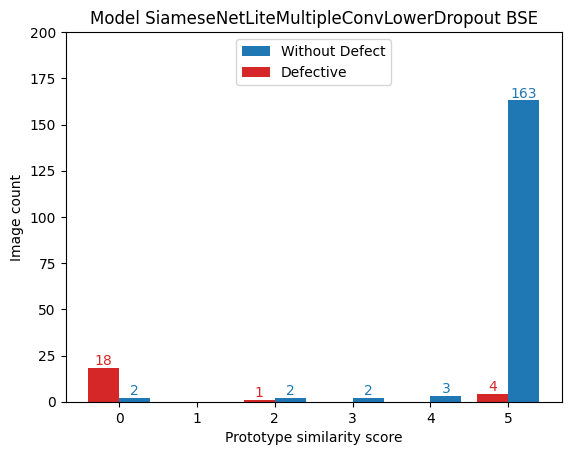 Model SiameseNetLiteMultipleConvLowerDropout BSE
200
175
150
125
100
75
50
25
0
Image count
Without Defect
Defective
18
2
1
2
2
3
4
163
0 1 2 3 4 5
Prototype similarity score